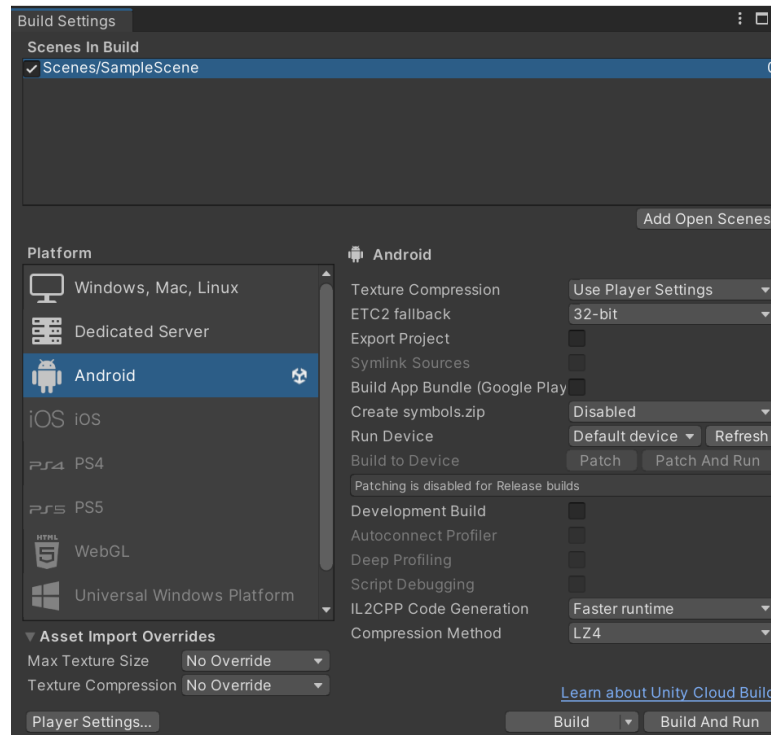 Build Settings
Scenes In Build
Scenes/SampleScene
Add Open Scenes
Platform
Windows, Mac, Linux
Dedicated Server
Android
iOS iOS
PS4 PS4
PS5 PS5
HTML 5 WebGL
Universal Windows Platform
Asset Import Overrides
Max Texture Size No Override
Texture Compression No Override
Player Settings...
Android
Texture Compression Use Player Settings
ETC2 fallback 32-bit
Export Project
Symlink Sources
Build App Bundle (Google Play
Create symbols.zip Disabled
Run Device Default device Refresh
Build to Device Patch Patch And Run
Patching is disabled for Release builds
Development Build
Autoconnect Profiler
Deep Profiling
Script Debugging
IL2CPP Code Generation Faster runtime
Compression Method LZ4
Learn about Unity Cloud Build
Build Build And Run